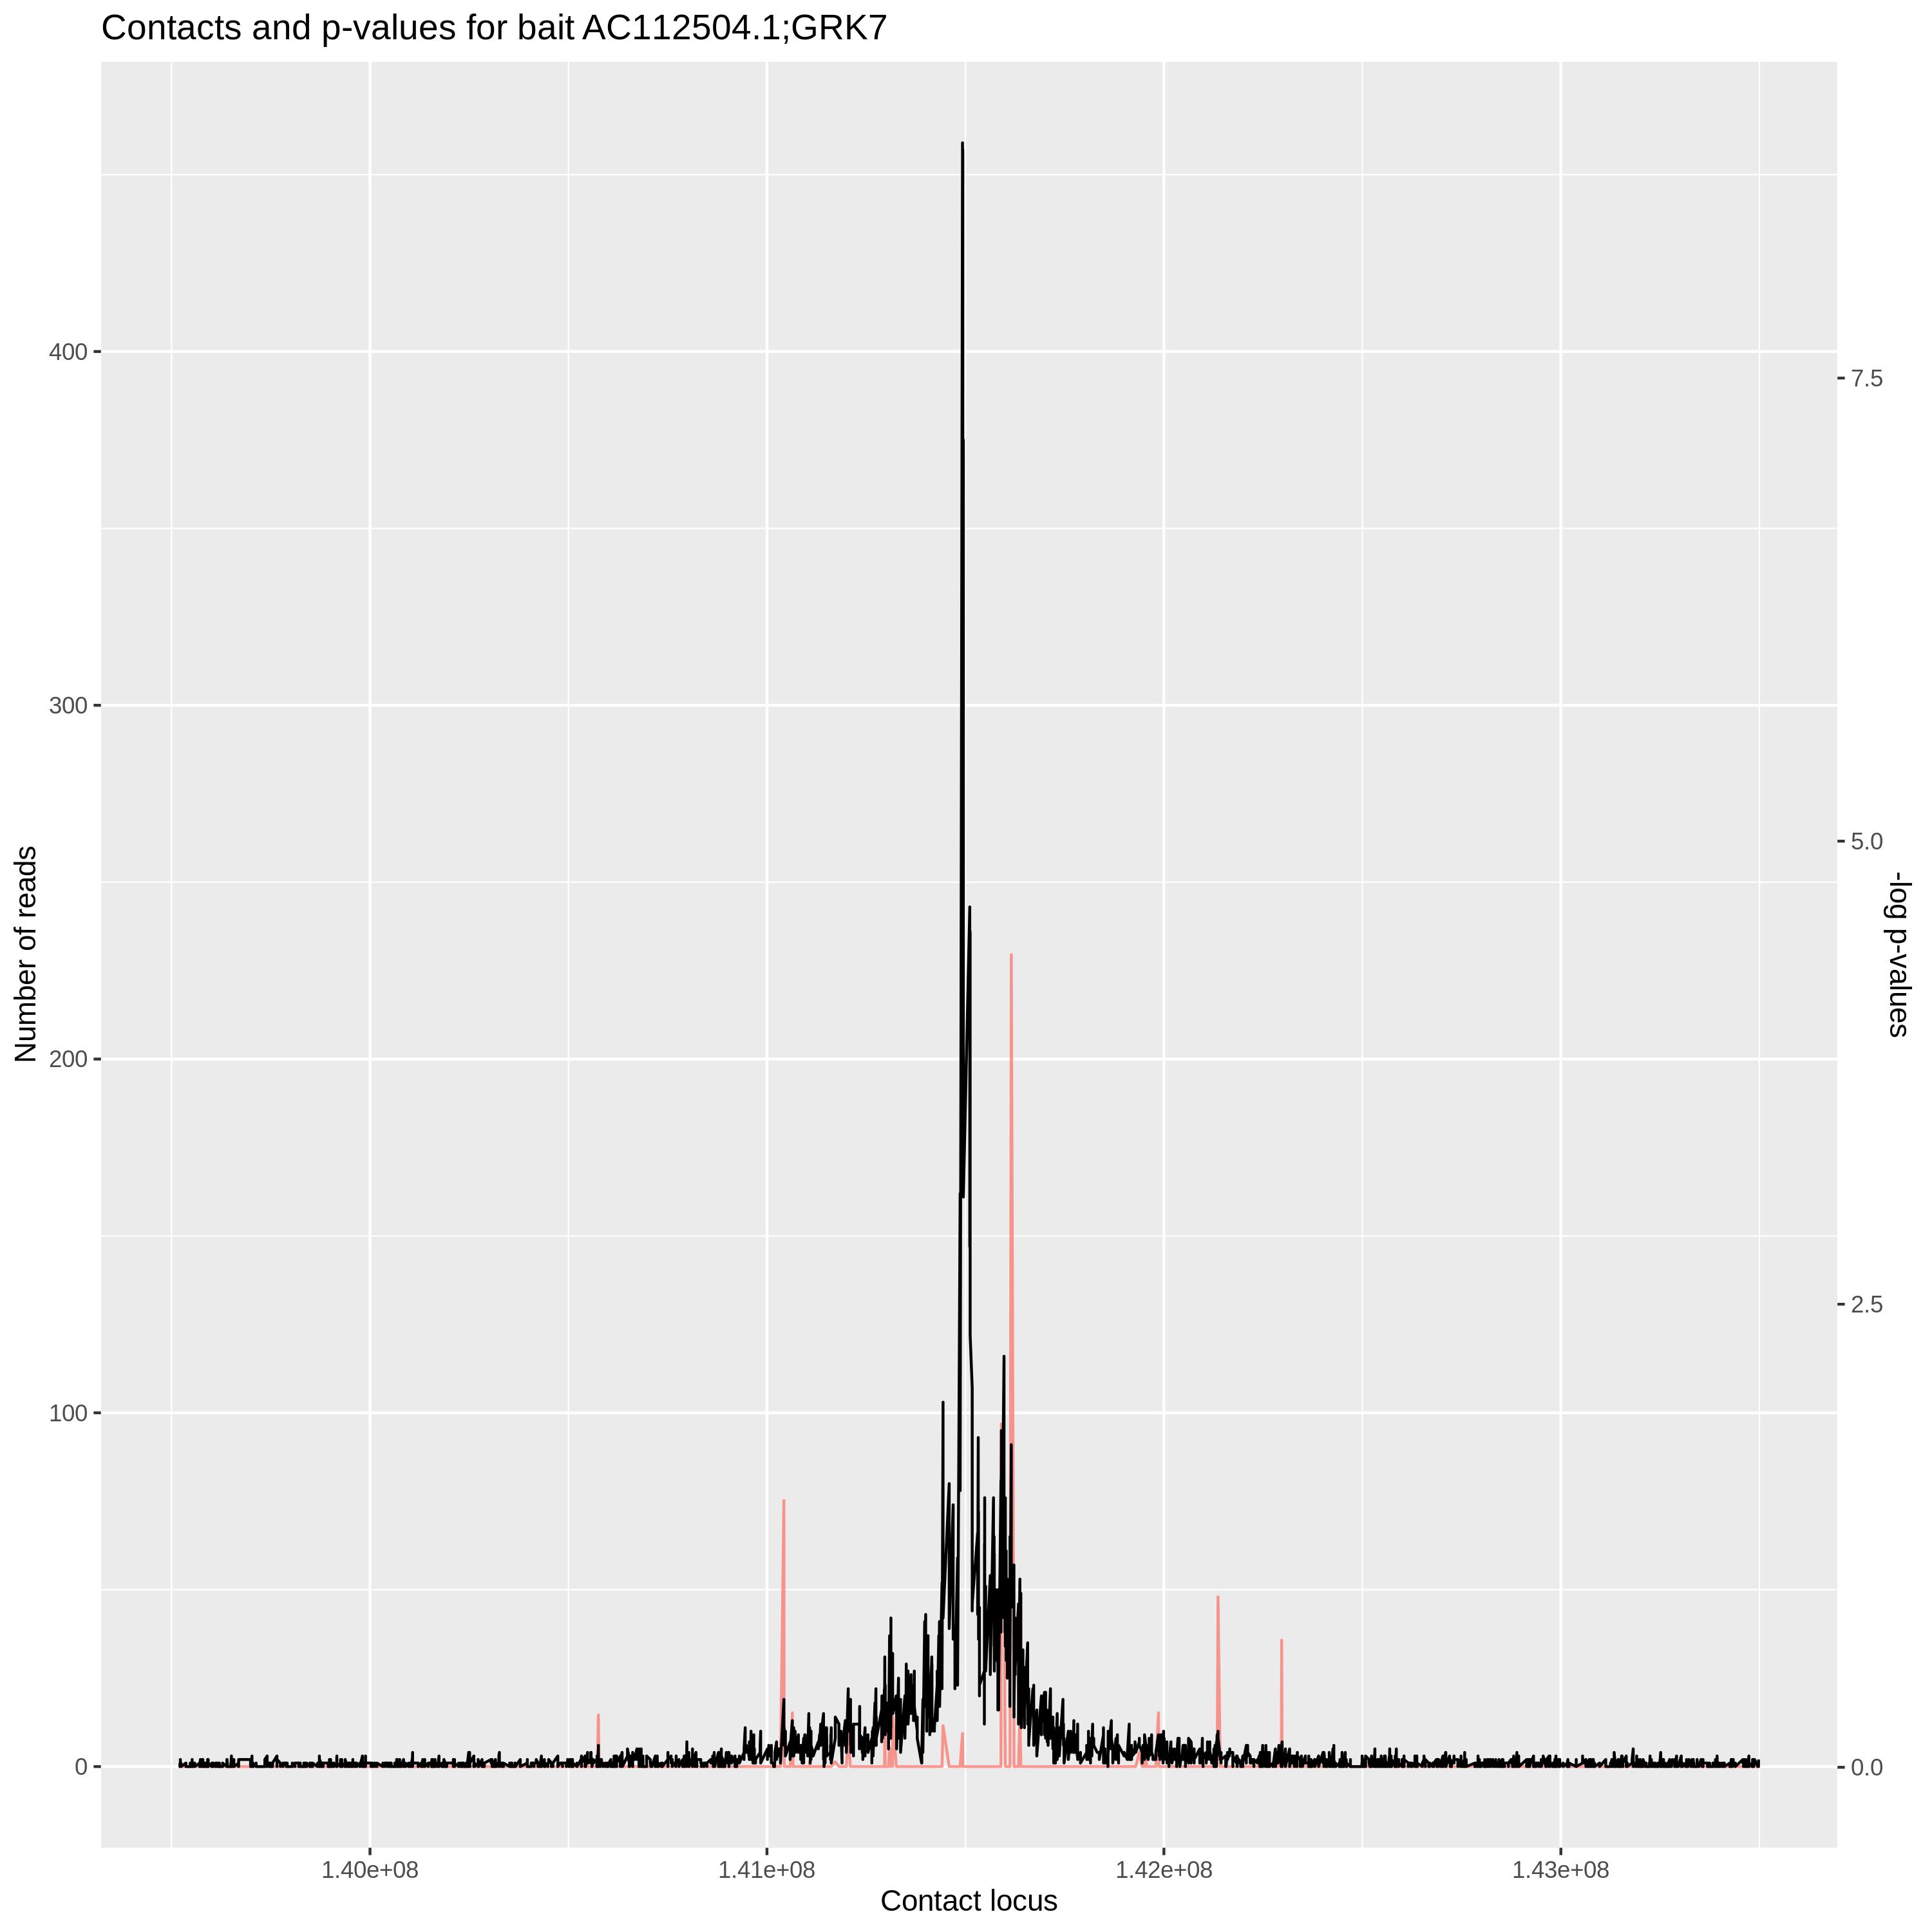 Contacts and p-values for bait AC112504.1;GRK7
400
300
200
100
0
Number of reads
7.5
5.0
2.5
0.0
-log p-values
1.40e+08
1.41e+08
1.42e+08
1.43e+08
Contact locus